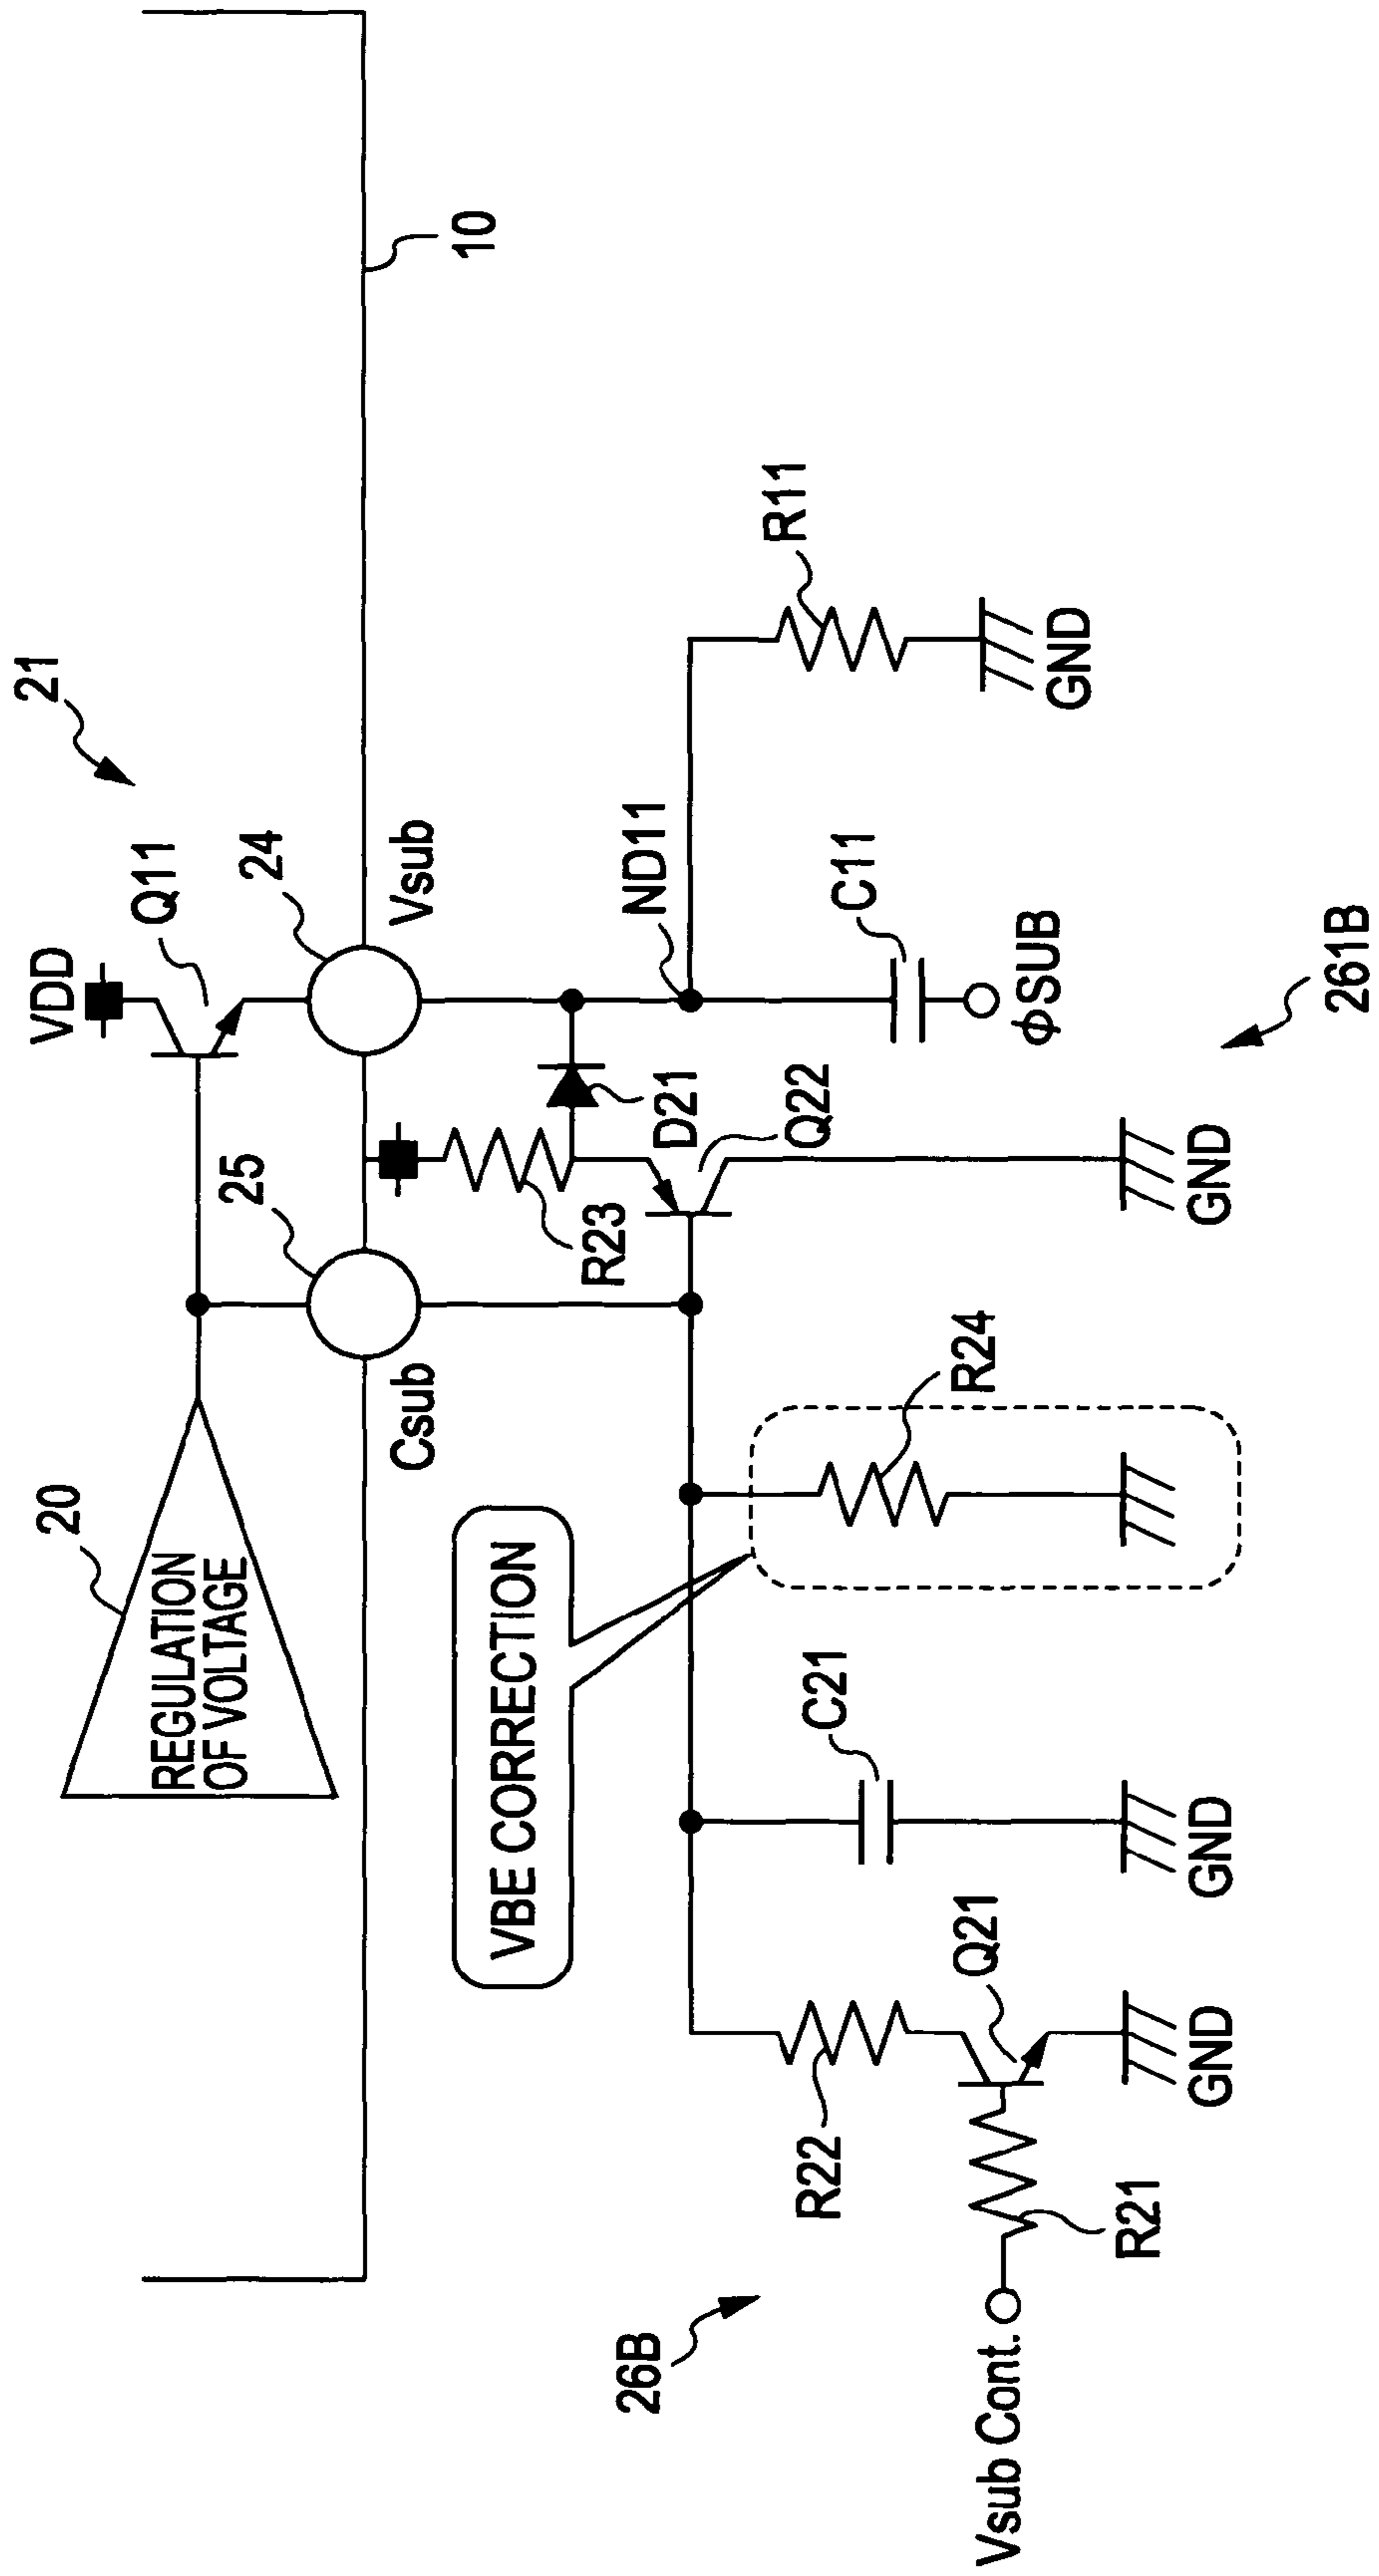 21
VDD
Q11
20
REGULATION
OF VOLTAGE
25
24
10
Csub
Vsub
VBE CORRECTION
R23
D21
ND11
R11
26B
R22
C21
Q22
C11
Q21
R24
φSUB
GND
Vsub Cont.
R21
GND
GND
GND
261B